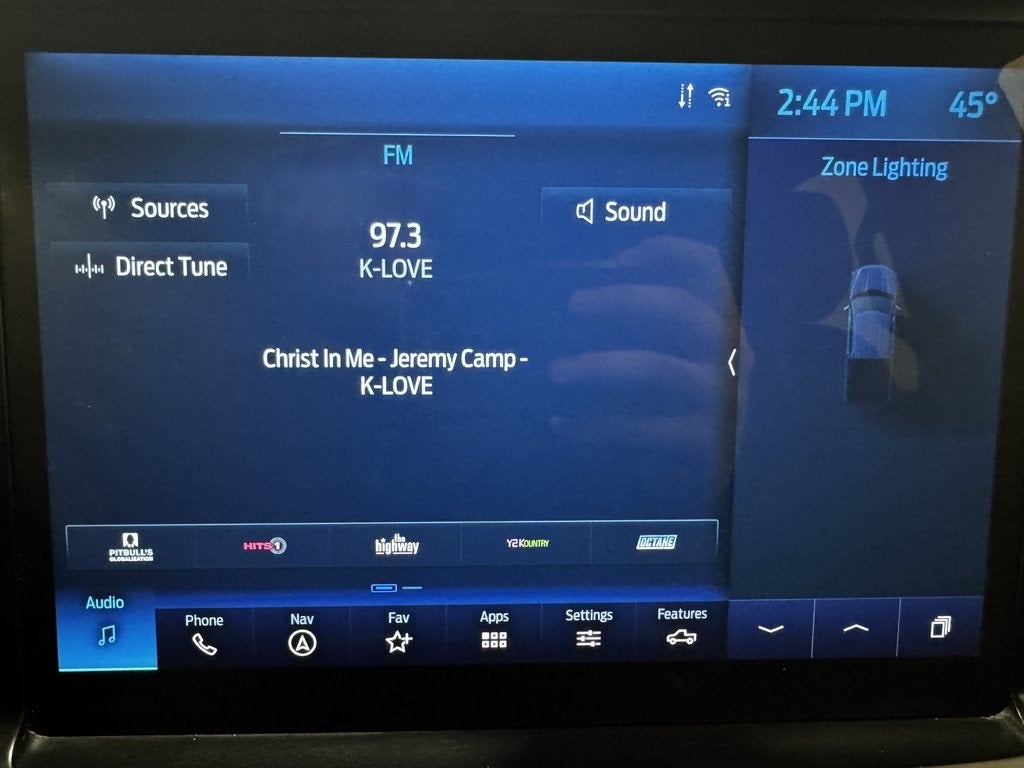 2:44 PM 45°
FM
Zone Lighting
Sources
Sound
97.3
Direct Tune
K-LOVE
Christ In Me - Jeremy Camp -
K-LOVE
PITBULL'S
GLOBALIZATION
HITS 1
the
highway
Y2KOUNTRY
OCTANE
Audio
Phone
Nav
Fav
Apps
Settings
Features